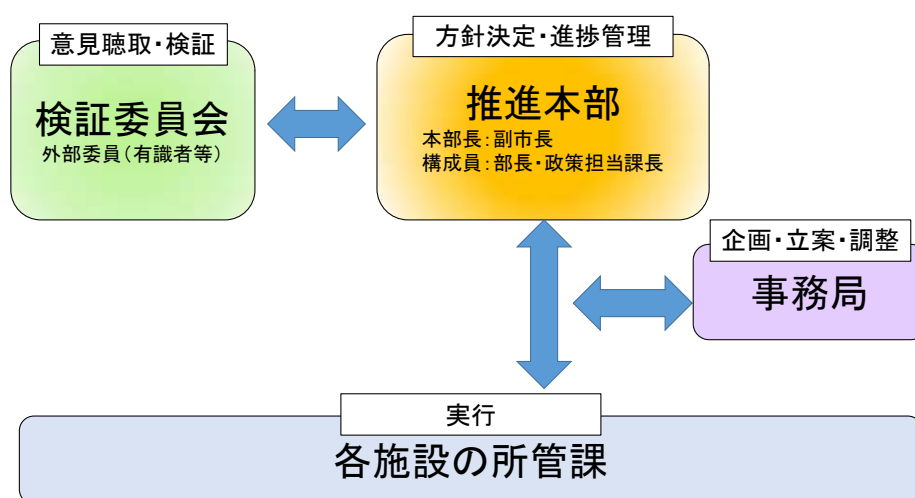 意見聴取・検証
検証委員会
外部委員（有識者等）
方針決定・進捗管理
推進本部
本部長：副市長
構成員：部長・政策担当課長
企画・立案・調整
事務局
実行
各施設の所管課